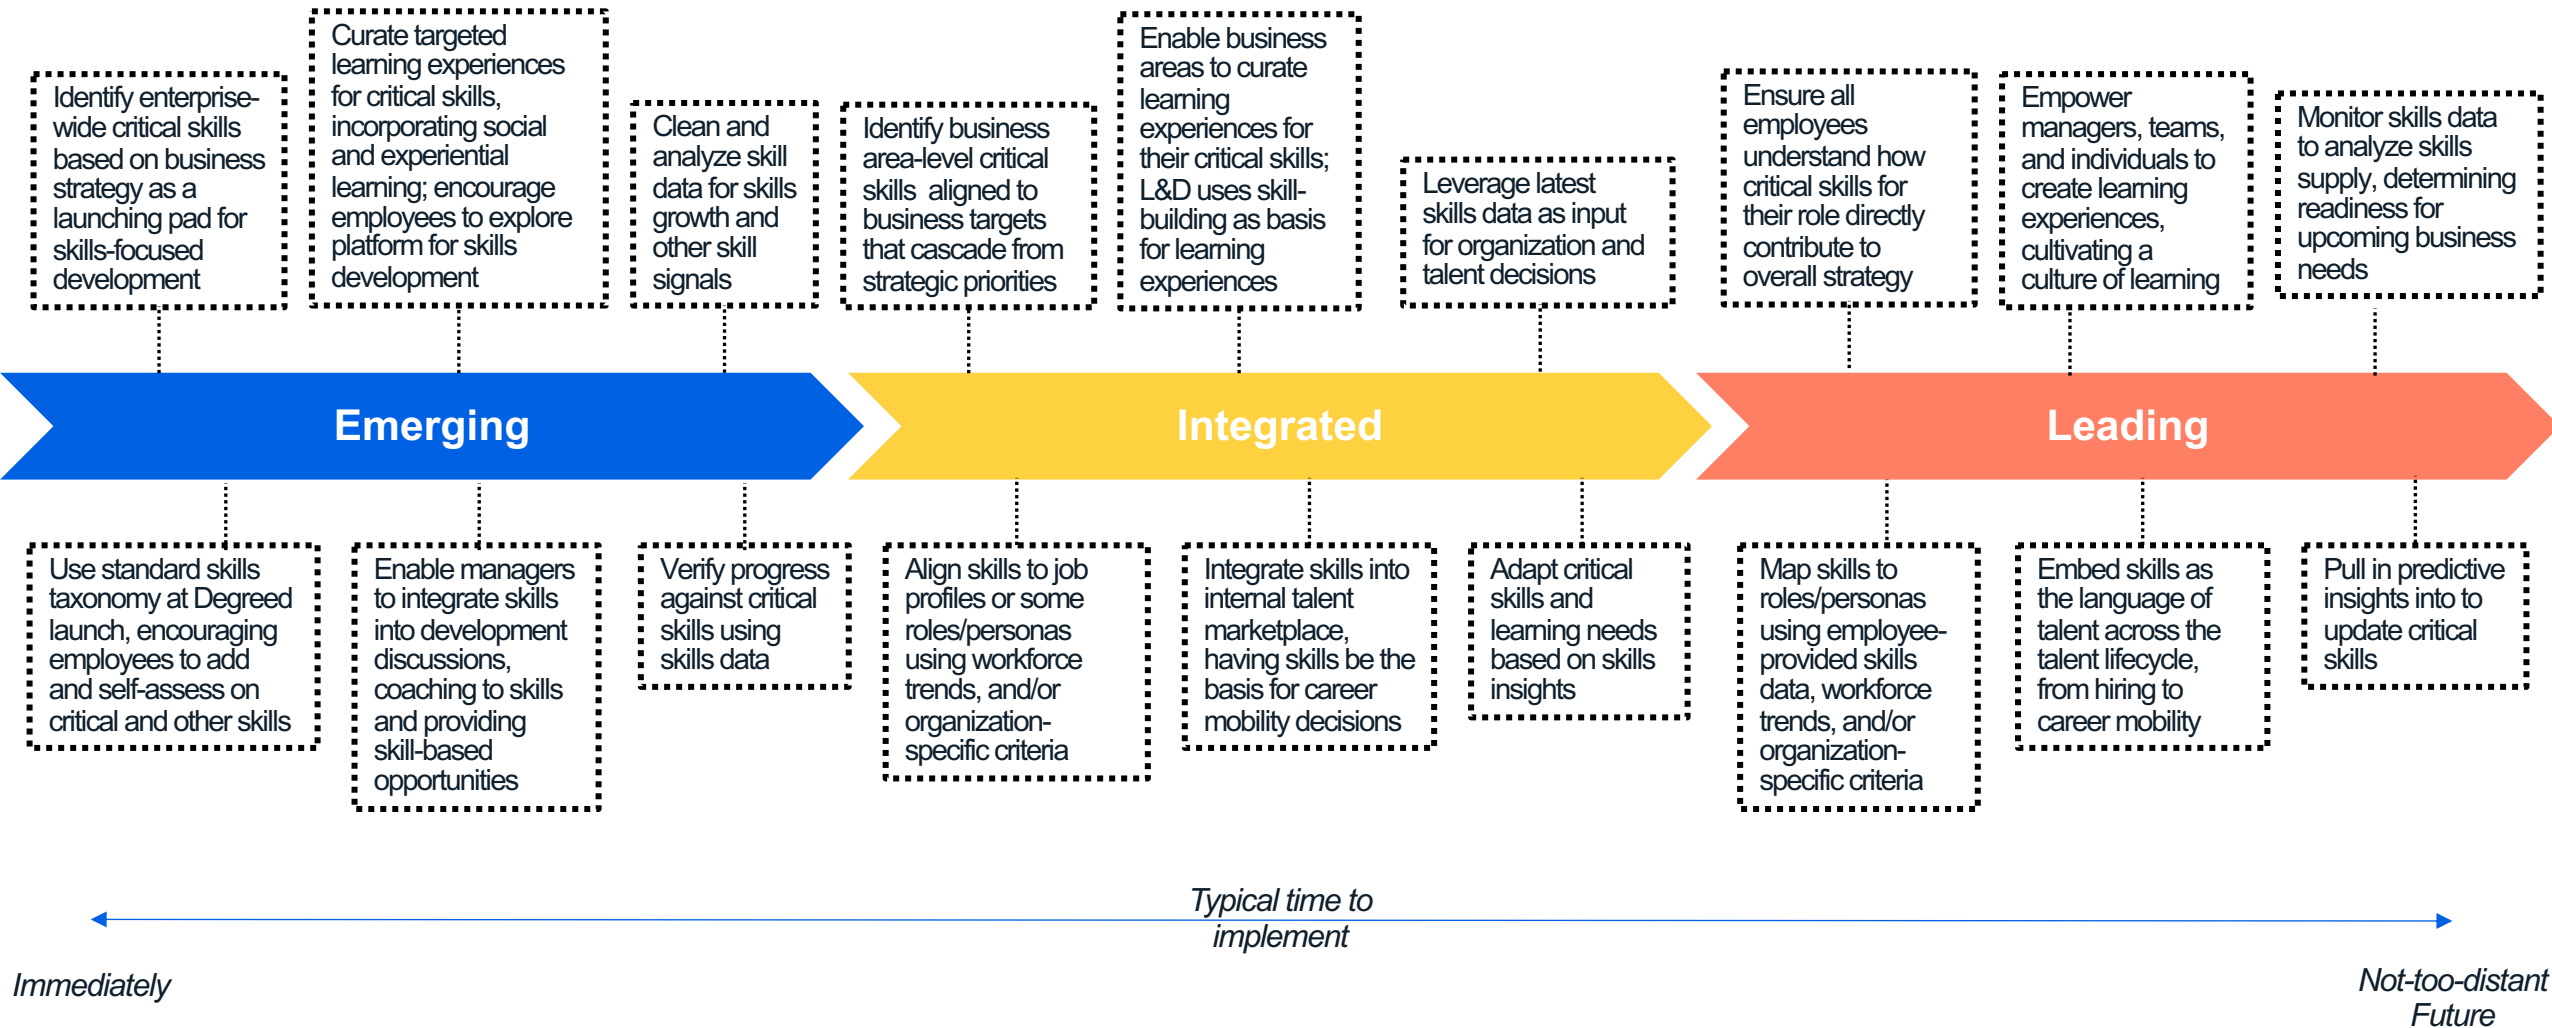 Identify enterprise-
wide critical skills
based on business
strategy as a
launching pad for
skills-focused
development
Curate targeted
learning experiences
for critical skills,
incorporating social
and experiential
learning; encourage
employees to explore
platform for skills
development
Clean and
analyze skill
data for skills
growth and
other skill
signals
Identify business
area-level critical
skills aligned to
business targets
that cascade from
strategic priorities
Enable business
areas to curate
learning
experiences for
their critical skills;
L&D uses skill-
building as basis
for learning
experiences
Leverage latest
skills data as input
for organization and
talent decisions
Ensure all
employees
understand how
critical skills for
their role directly
contribute to
overall strategy
Empower
managers, teams,
and individuals to
create learning
experiences,
cultivating a
culture of learning
Monitor skills data
to analyze skills
supply, determining
readiness for
upcoming business
needs
Emerging
Integrated
Leading
Use standard skills
taxonomy at Degreed
launch, encouraging
employees to add
and self-assess on
critical and other skills
Enable managers
to integrate skills
into development
discussions,
coaching to skills
and providing
skill-based
opportunities
Verify progress
against critical
skills using
skills data
Align skills to job
profiles or some
roles/personas
using workforce
trends, and/or
organization-
specific criteria
Integrate skills into
internal talent
marketplace,
having skills be the
basis for career
mobility decisions
Adapt critical
skills and
learning needs
based on skills
insights
Map skills to
roles/personas
using employee-
provided skills
data, workforce
trends, and/or
organization-
specific criteria
Embed skills as
the language of
talent across the
talent lifecycle,
from hiring to
career mobility
Pull in predictive
insights into to
update critical
skills
Typical time to
implement
Immediately
Not-too-distant
Future